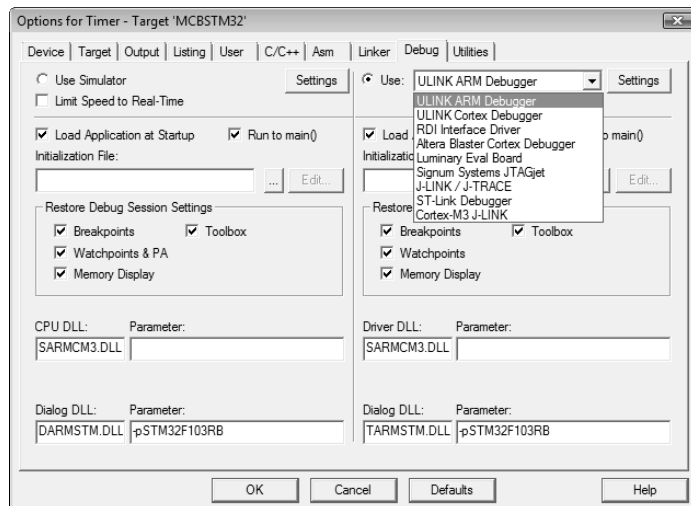 Options for Timer - Target 'MCBSTM32'
Device Target Output Listing User C/C++ Asm Linker Debug Utilities
Use Simulator Settings Use: ULINK ARM Debugger Settings
Limit Speed to Real-Time
ULINK ARM Debugger
ULINK Cortex Debugger
RDI Interface Driver
Altera Blaster Cortex Debugger
Luminary Eval Board
Signum Systems JTAGjet
J-LINK / J-TRACE
ST-Link Debugger
Cortex-M3 J-LINK
Load Application at Startup Run to main() Load main()
Initialization File:
... Edit... Edit...
Restore Debug Session Settings
Breakpoints Toolbox Breakpoints Toolbox
Watchpoints & PA Watchpoints
Memory Display Memory Display
CPU DLL: Parameter: Driver DLL: Parameter:
SARMCM3.DLL SARMCM3.DLL
Dialog DLL: Parameter: Dialog DLL: Parameter:
DARMSTM.DLL -pSTM32F103RB TARMSTM.DLL -pSTM32F103RB
OK Cancel Defaults Help